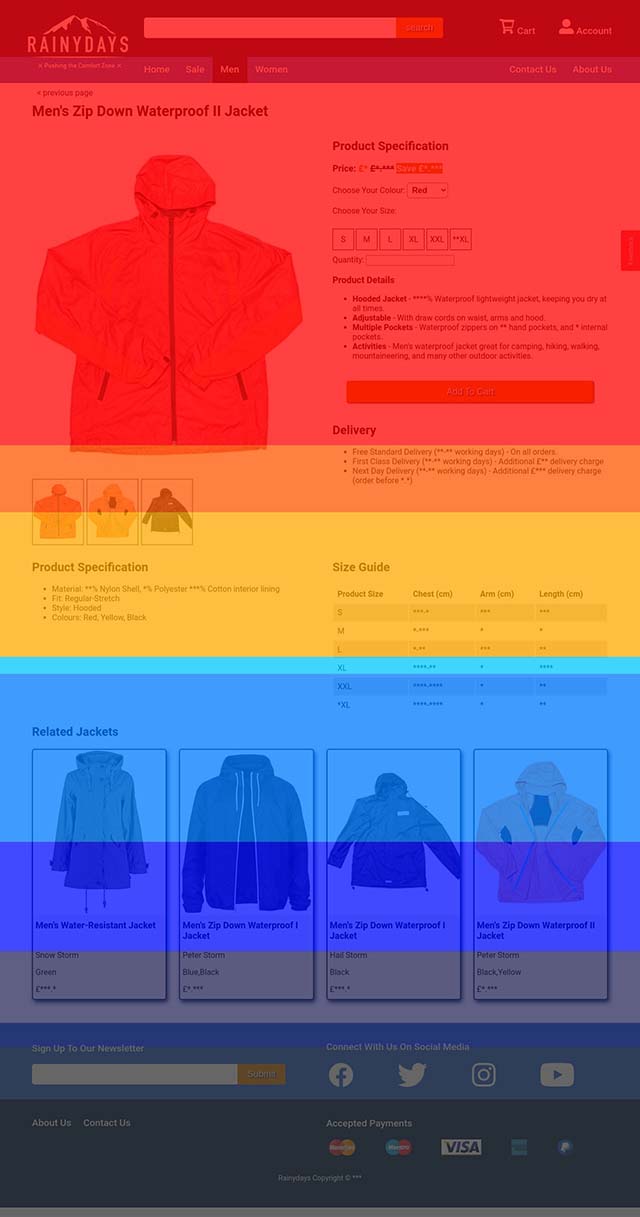 search
Cart
Account
RAINYDAYS
× Pushing the Comfort Zone ×
Home Sale Men Women Contact Us About Us
< previous page
Men's Zip Down Waterproof II Jacket
Product Specification
Price: £* £*.*** Save £*.***
Choose Your Colour: Red
Choose Your Size:
S M L XL XXL **XL
Quantity:
Product Details
• Hooded Jacket - ****% Waterproof lightweight jacket, keeping you dry at
all times.
• Adjustable - With draw cords on waist, arms and hood.
• Multiple Pockets - Waterproof zippers on ** hand pockets, and * internal
pockets.
• Activities - Men's waterproof jacket great for camping, hiking, walking,
mountaineering, and many other outdoor activities.
Add To Cart
Delivery
• Free Standard Delivery (**-** working days) - On all orders.
• First Class Delivery (**-** working days) - Additional £** delivery charge
• Next Day Delivery (**-** working days) - Additional £*** delivery charge
(order before *.*)
Product Specification
• Material: **% Nylon Shell, *% Polyester ***% Cotton interior lining
• Fit: Regular-Stretch
• Style: Hooded
• Colours: Red, Yellow, Black
Size Guide
Product Size Chest (cm) Arm (cm) Length (cm)
S ***-* *** ***
M *-*** * *
L *-** *** **
XL ****-** * ****
XXL ****-**** * **
*XL ****-**** * **
Related Jackets
Men's Water-Resistant Jacket
Snow Storm
Green
£***.*
Men's Zip Down Waterproof I
Jacket
Peter Storm
Blue,Black
£*.***
Men's Zip Down Waterproof I
Jacket
Hail Storm
Black
£***.*
Men's Zip Down Waterproof II
Jacket
Peter Storm
Black,Yellow
£*.***
Sign Up To Our Newsletter
Submit
Connect With Us On Social Media
About Us Contact Us
Accepted Payments
VISA
Rainydays Copyright © ***